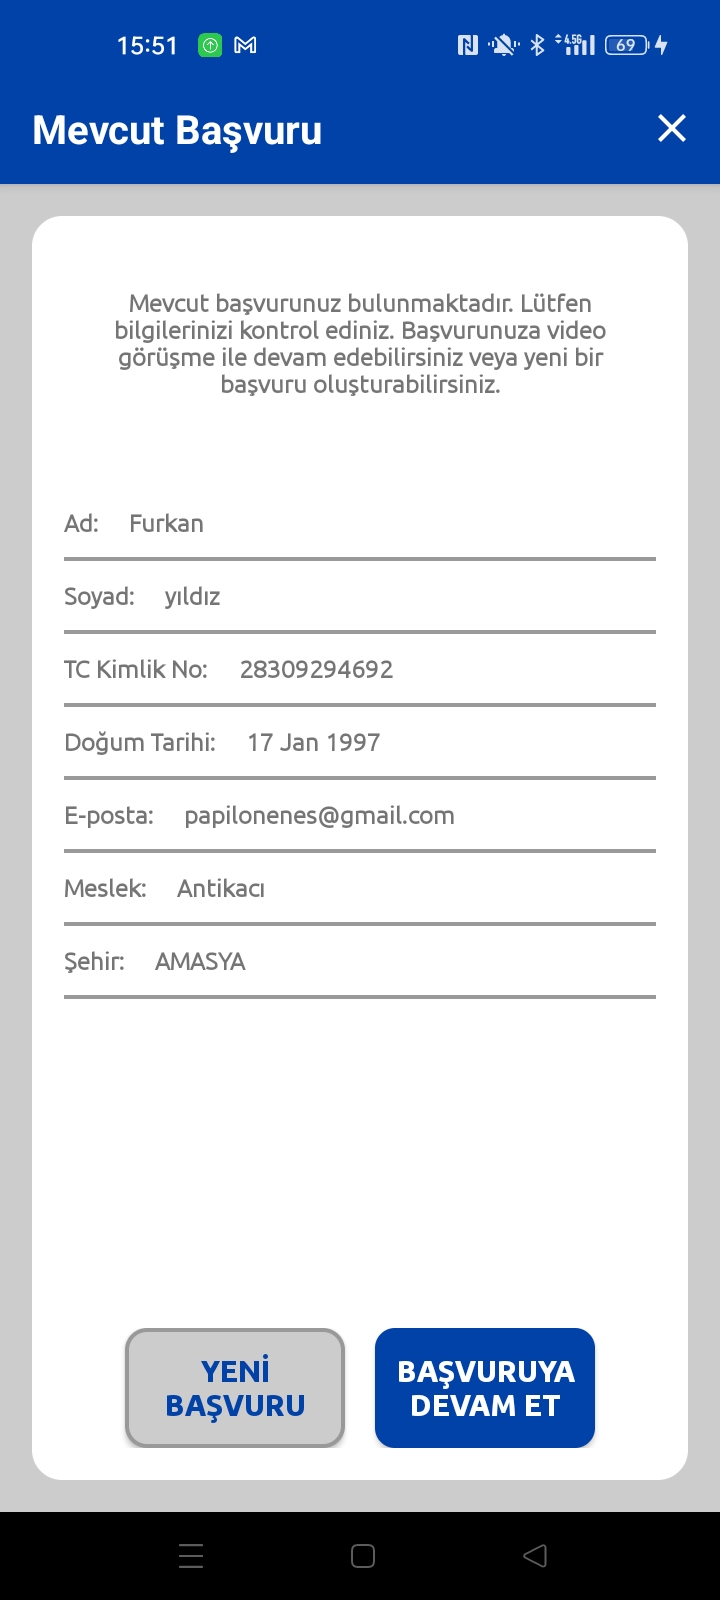 15:51
4.5G
69
Mevcut Başvuru
Mevcut başvurunuz bulunmaktadır. Lütfen
bilgilerinizi kontrol ediniz. Başvurunuza video
görüşme ile devam edebilirsiniz veya yeni bir
başvuru oluşturabilirsiniz.
Ad: Furkan
Soyad: yıldız
TC Kimlik No: 28309294692
Doğum Tarihi: 17 Jan 1997
E-posta: papilonenes@gmail.com
Meslek: Antikacı
Şehir: AMASYA
YENİ
BAŞVURU
BAŞVURUYA
DEVAM ET